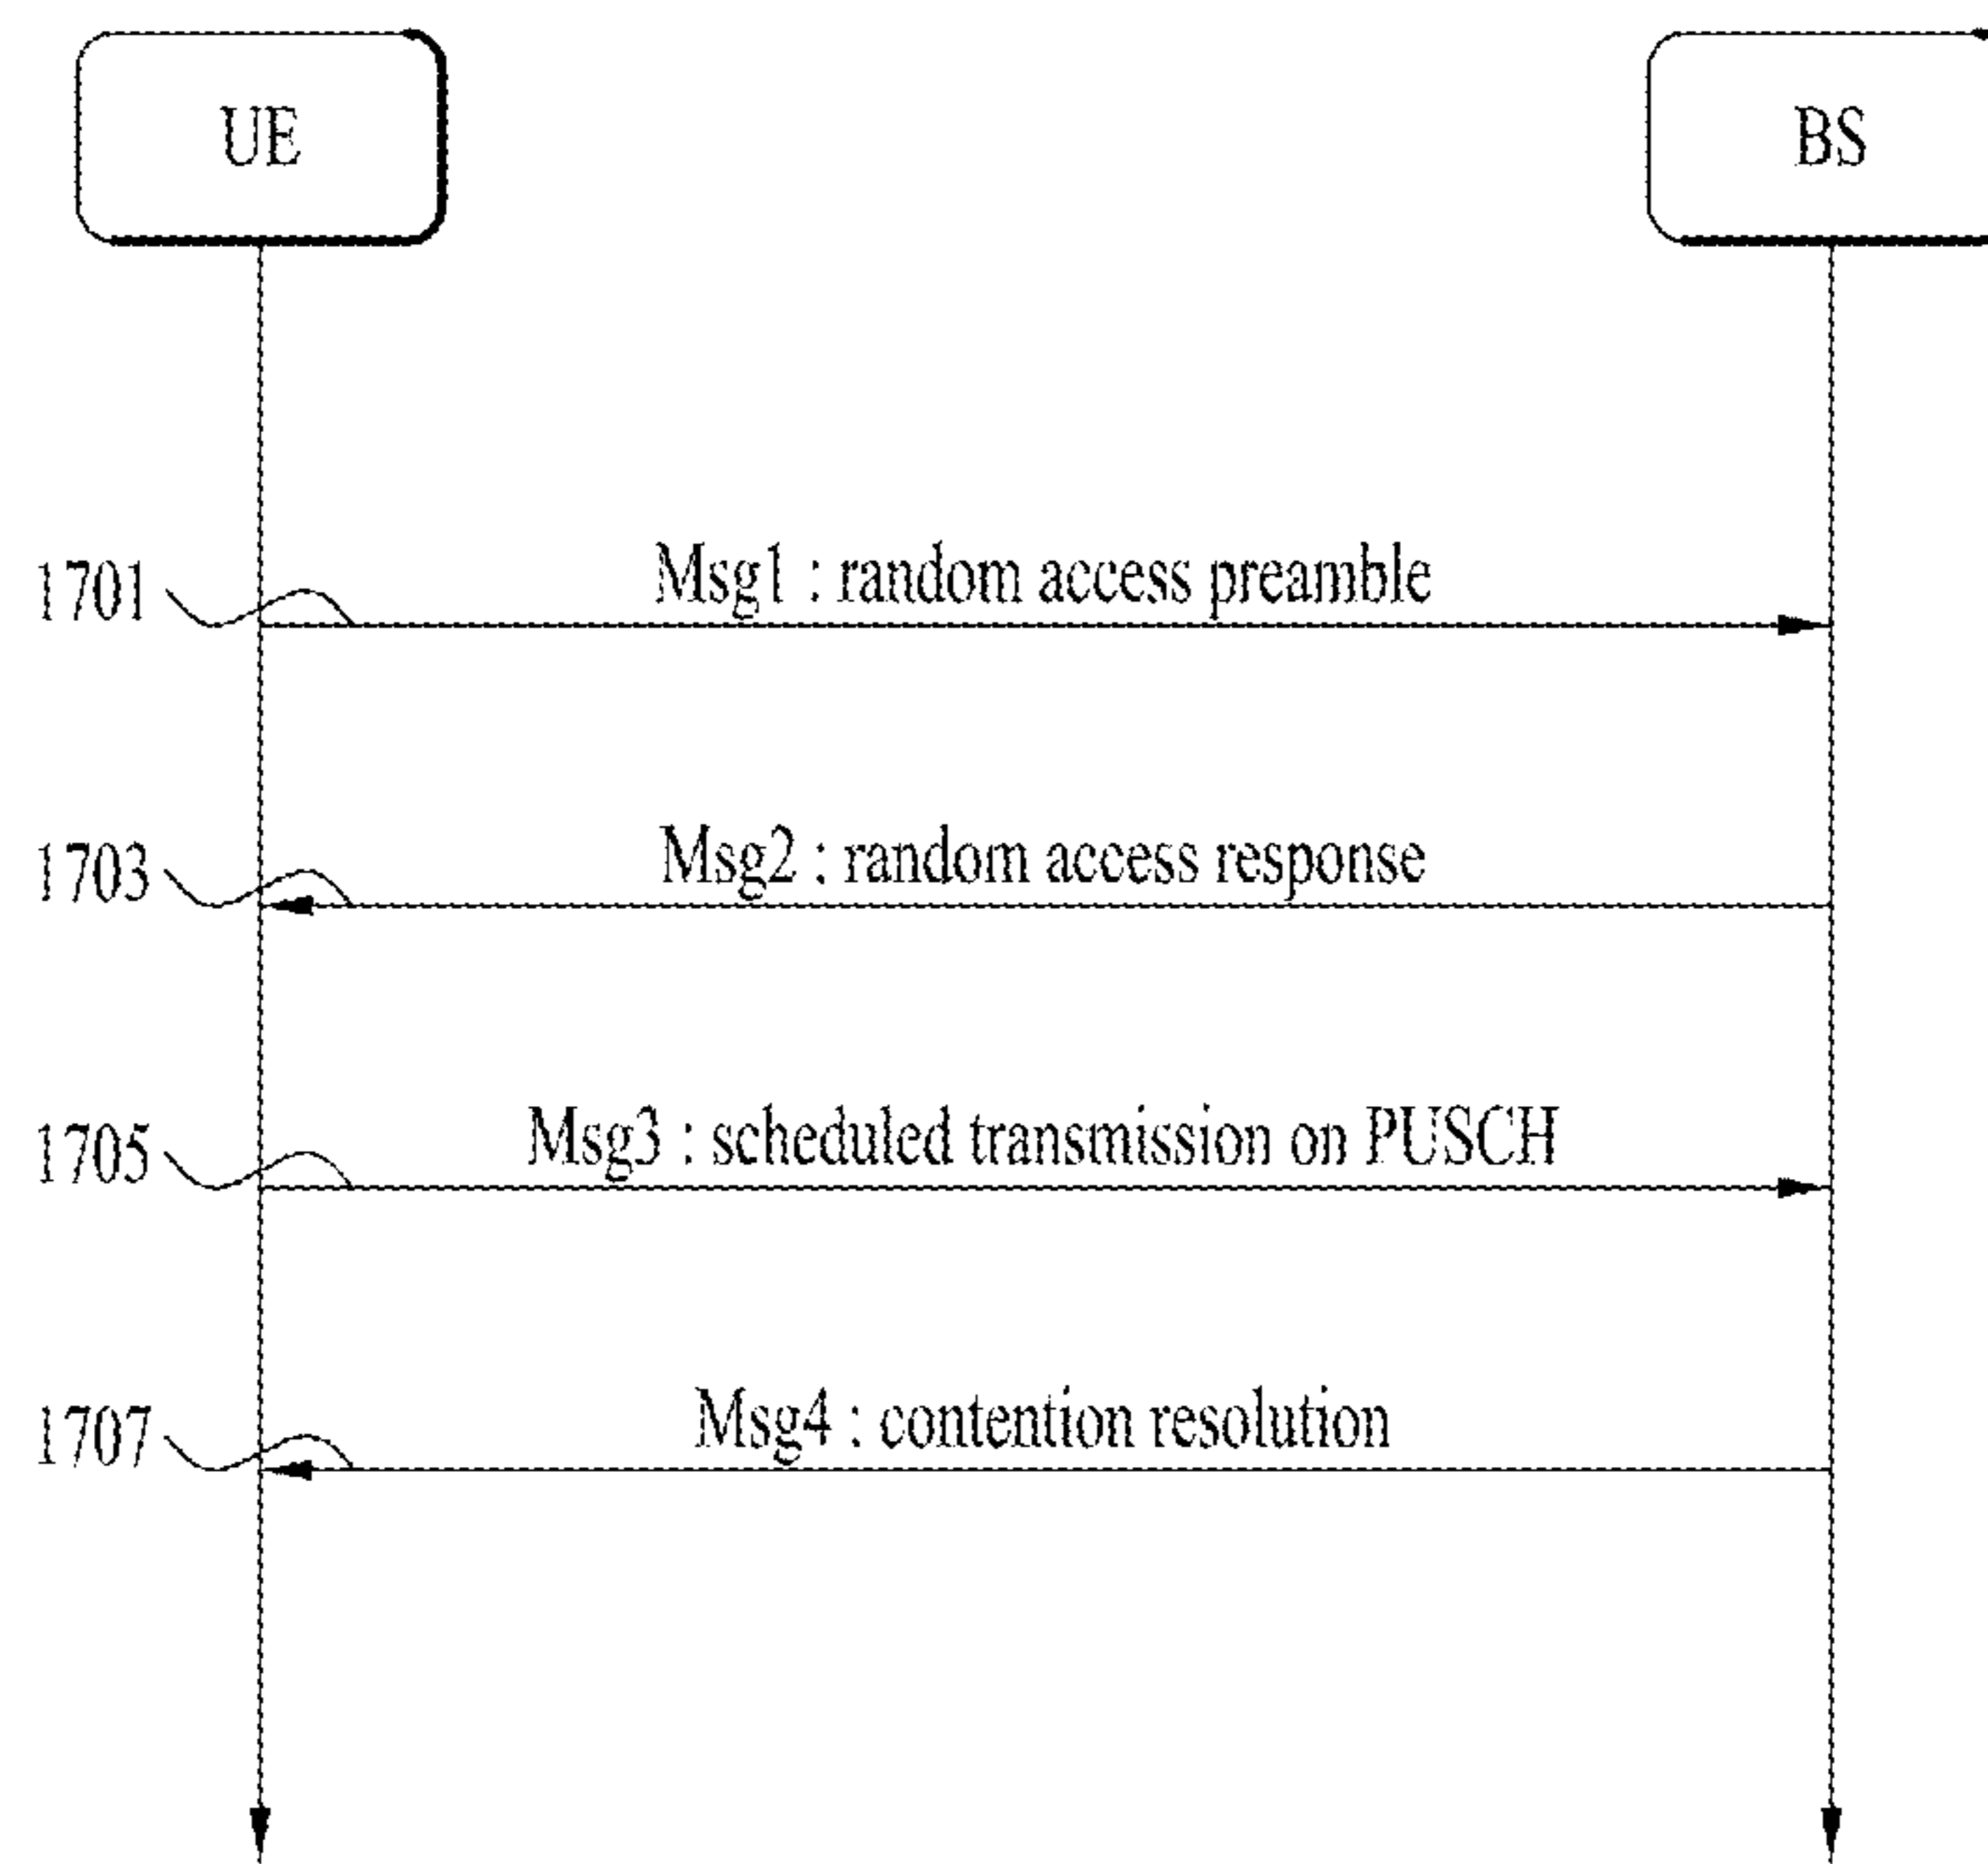 UE
BS
1701
Msg1 : random access preamble
1703
Msg2 : random access response
1705
Msg3 : scheduled transmission on PUSCH
1707
Msg4 : contention resolution